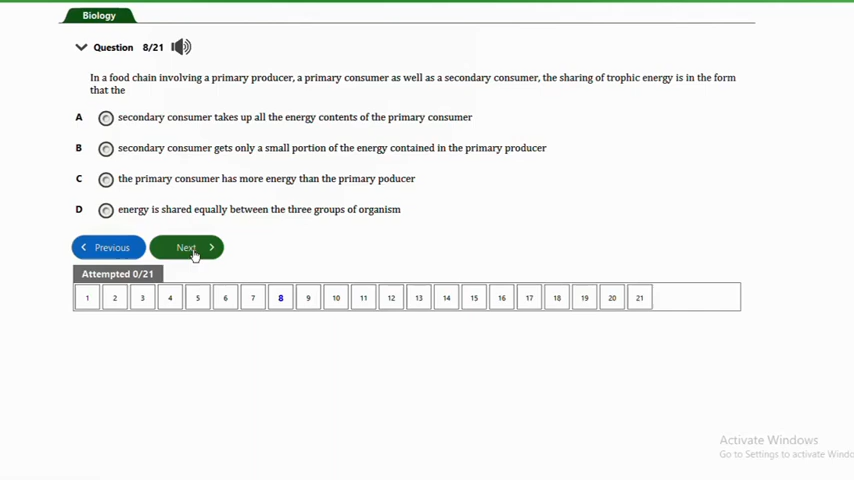 Biology
Question 8/21
In a food chain involving a primary producer, a primary consumer as well as a secondary consumer, the sharing of trophic energy is in the form
that the
A secondary consumer takes up all the energy contents of the primary consumer
B secondary consumer gets only a small portion of the energy contained in the primary producer
C the primary consumer has more energy than the primary poducer
D energy is shared equally between the three groups of organism
Previous Next
Attempted 0/21
1 2 3 4 5 6 7 8 9 10 11 12 13 14 15 16 17 18 19 20 21
Activate Windows
Go to Settings to activate Windo